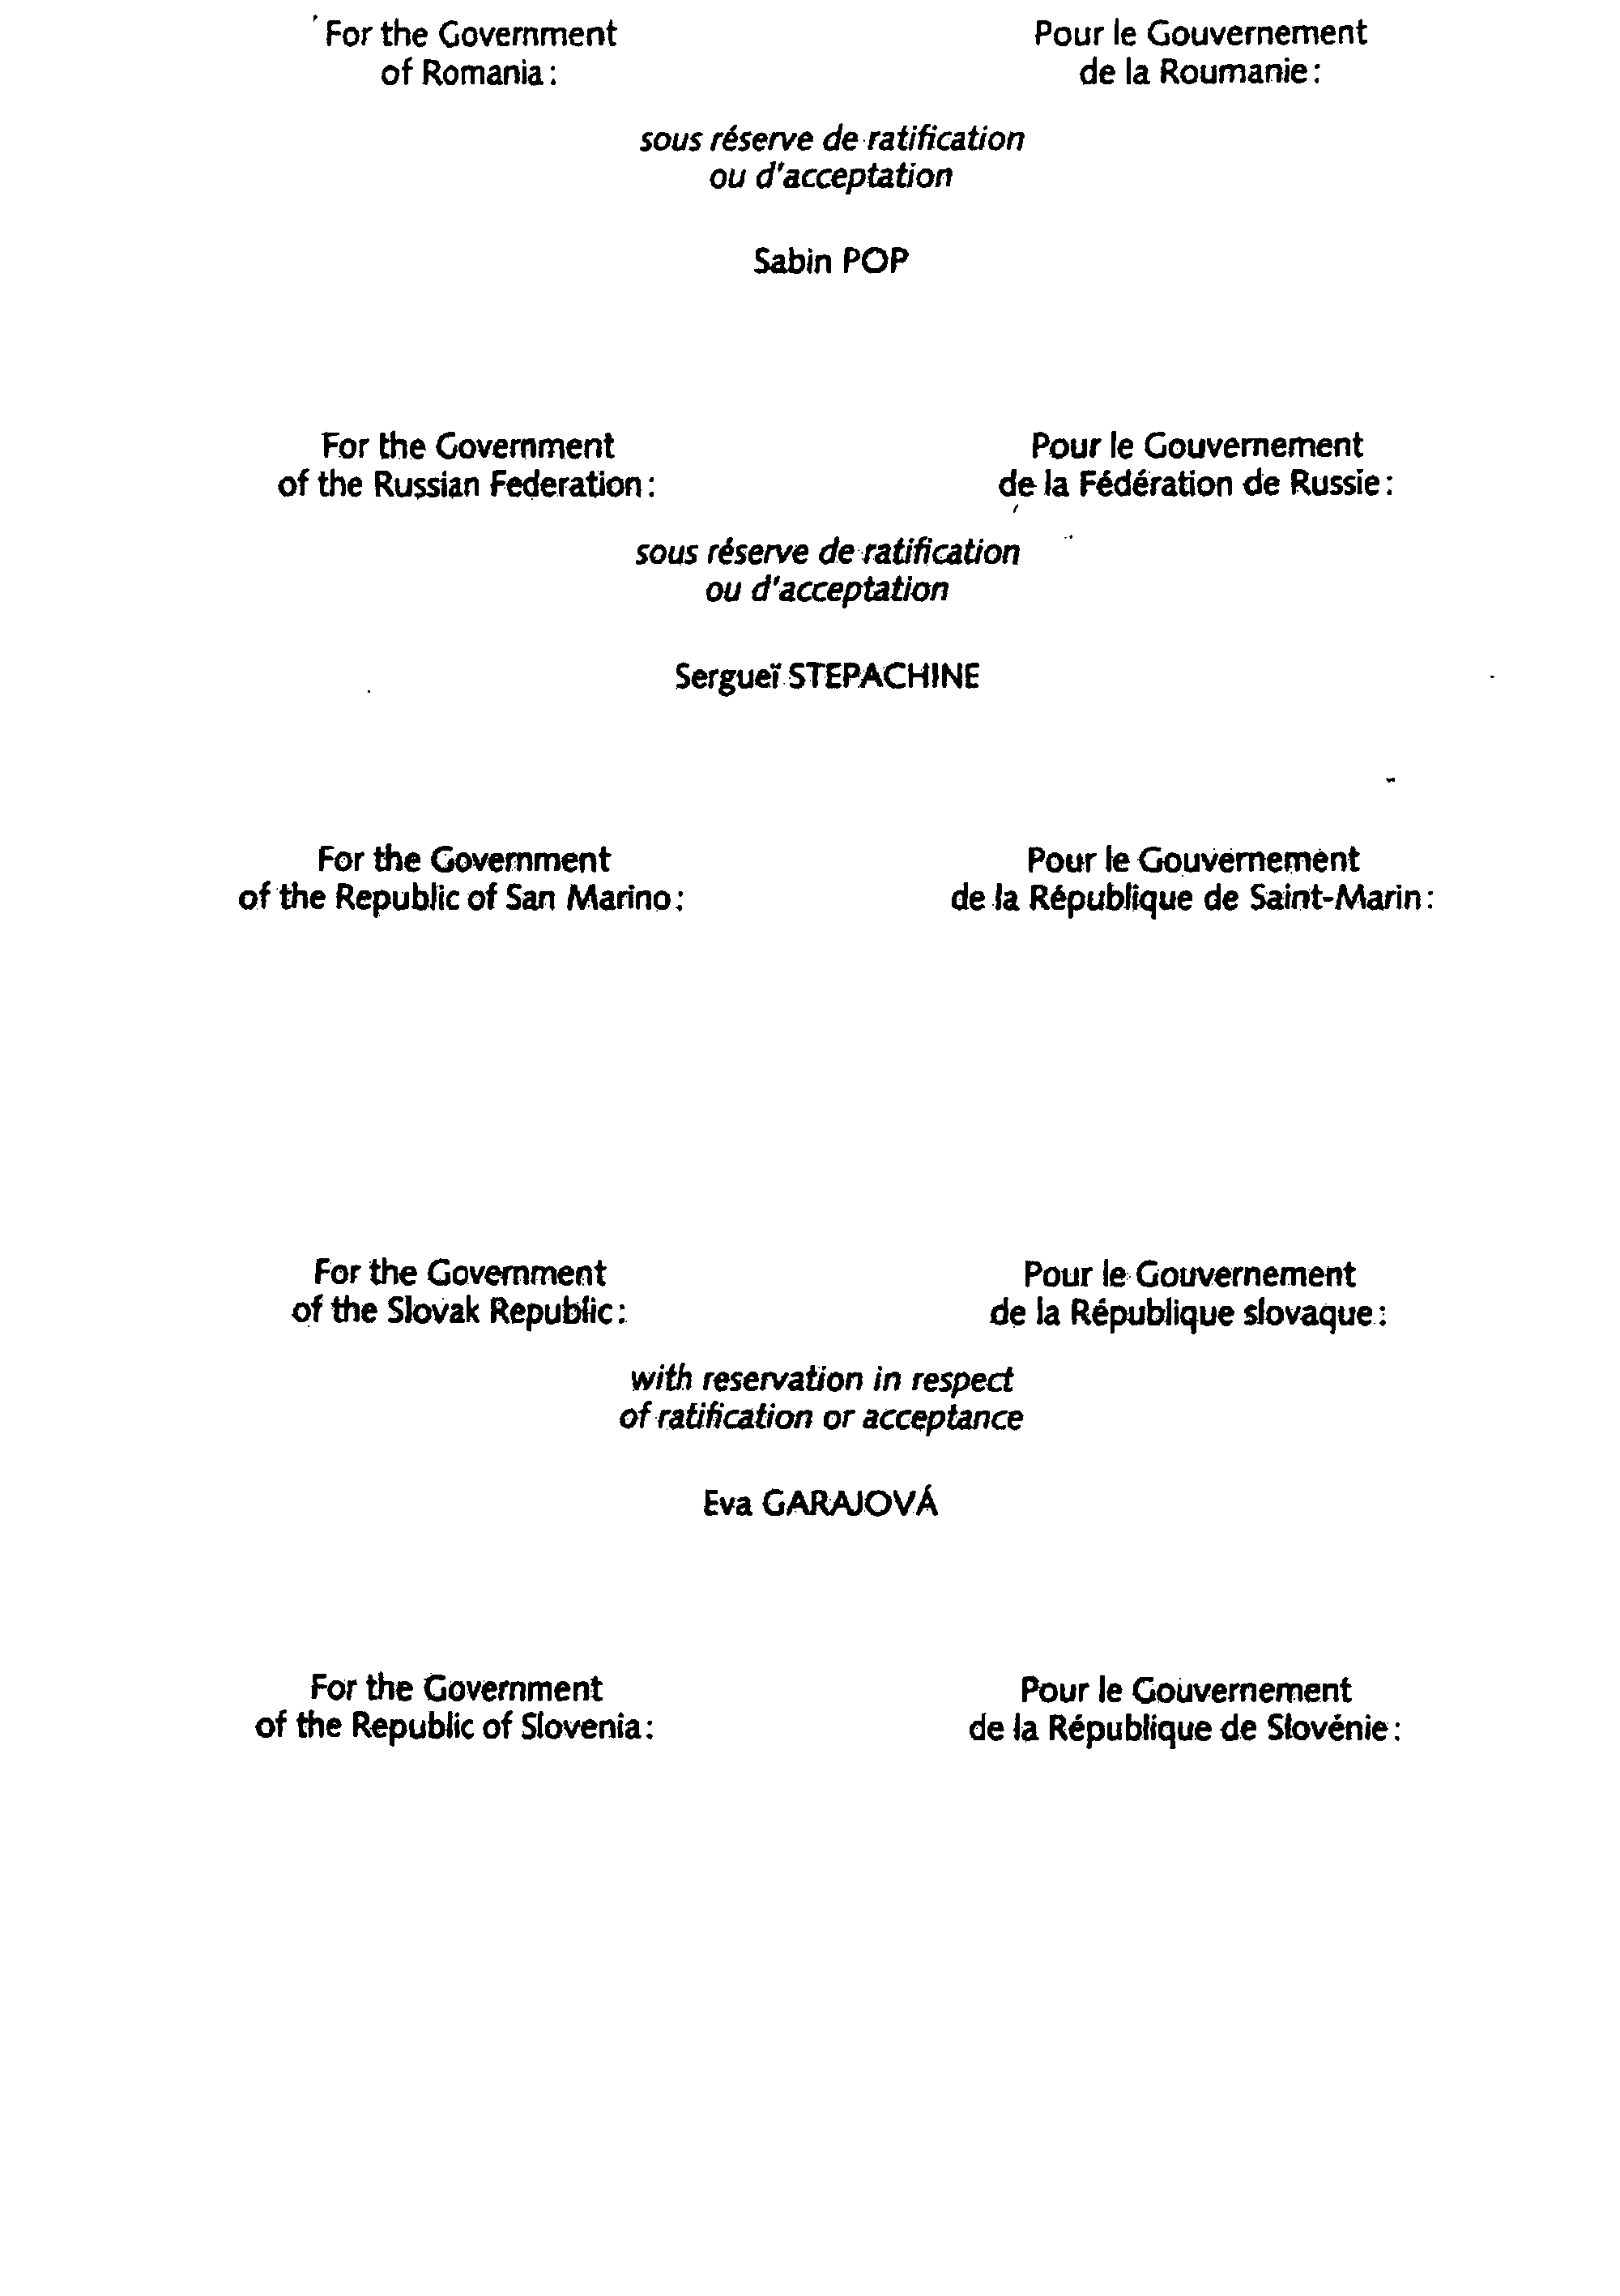 For the Government
of Romania:
Pour le Gouvernement
de la Roumanie:
sous réserve de ratification
ou d'acceptation
Sabin POP
For the Government
of the Russian Federation:
Pour le Gouvernement
de la Fédération de Russie:
sous réserve de ratification
ou d'acceptation
Sergueï STEPACHINE
For the Government
of the Republic of San Marino:
Pour le Gouvernement
de la République de Saint-Marin:
For the Government
of the Slovak Republic:
Pour le Gouvernement
de la République slovaque:
with reservation in respect
of ratification or acceptance
Eva GARAJOVÁ
For the Government
of the Republic of Slovenia:
Pour le Gouvernement
de la République de Slovénie: